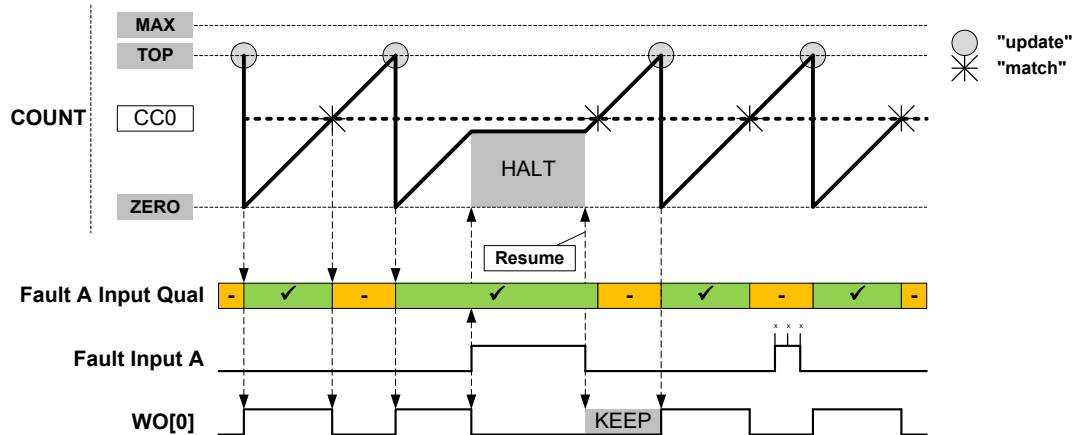 MAX
TOP
"update"
"match"
COUNT
CC0
HALT
ZERO
Resume
Fault A Input Qual
- ✓ - ✓ - ✓ - ✓ -
x x x
Fault Input A
WO[0]
KEEP